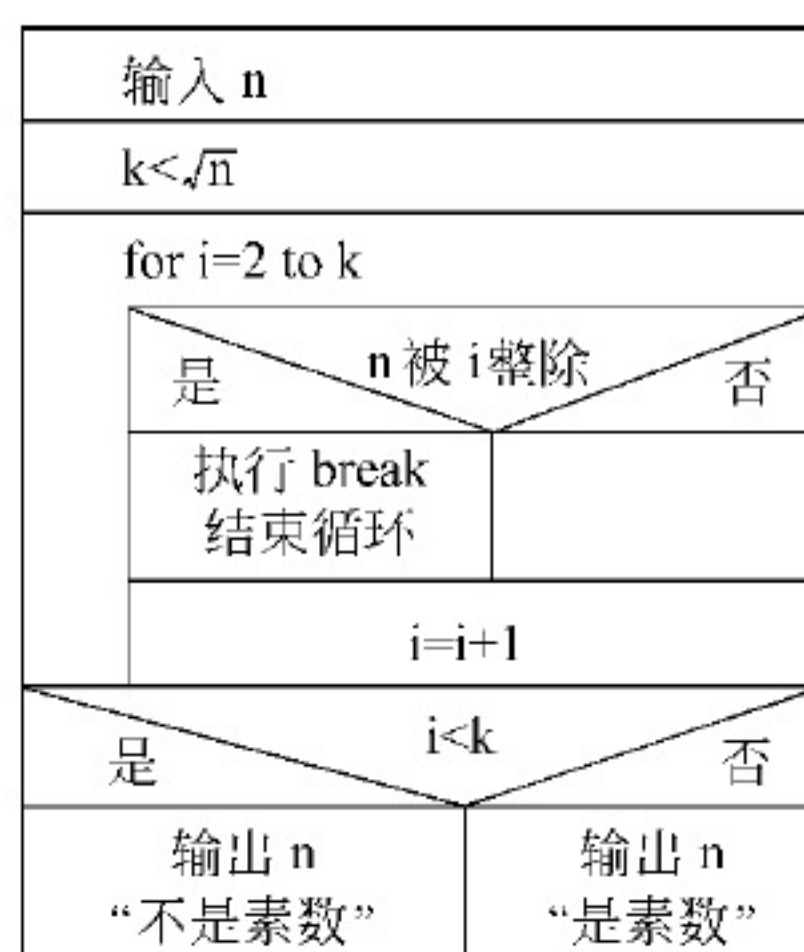 输入 n
k<√n
for i=2 to k
n 被 i 整除
是
否
执行 break
结束循环
i=i+1
i<k
是
否
输出 n
“不是素数”
输出 n
“是素数”